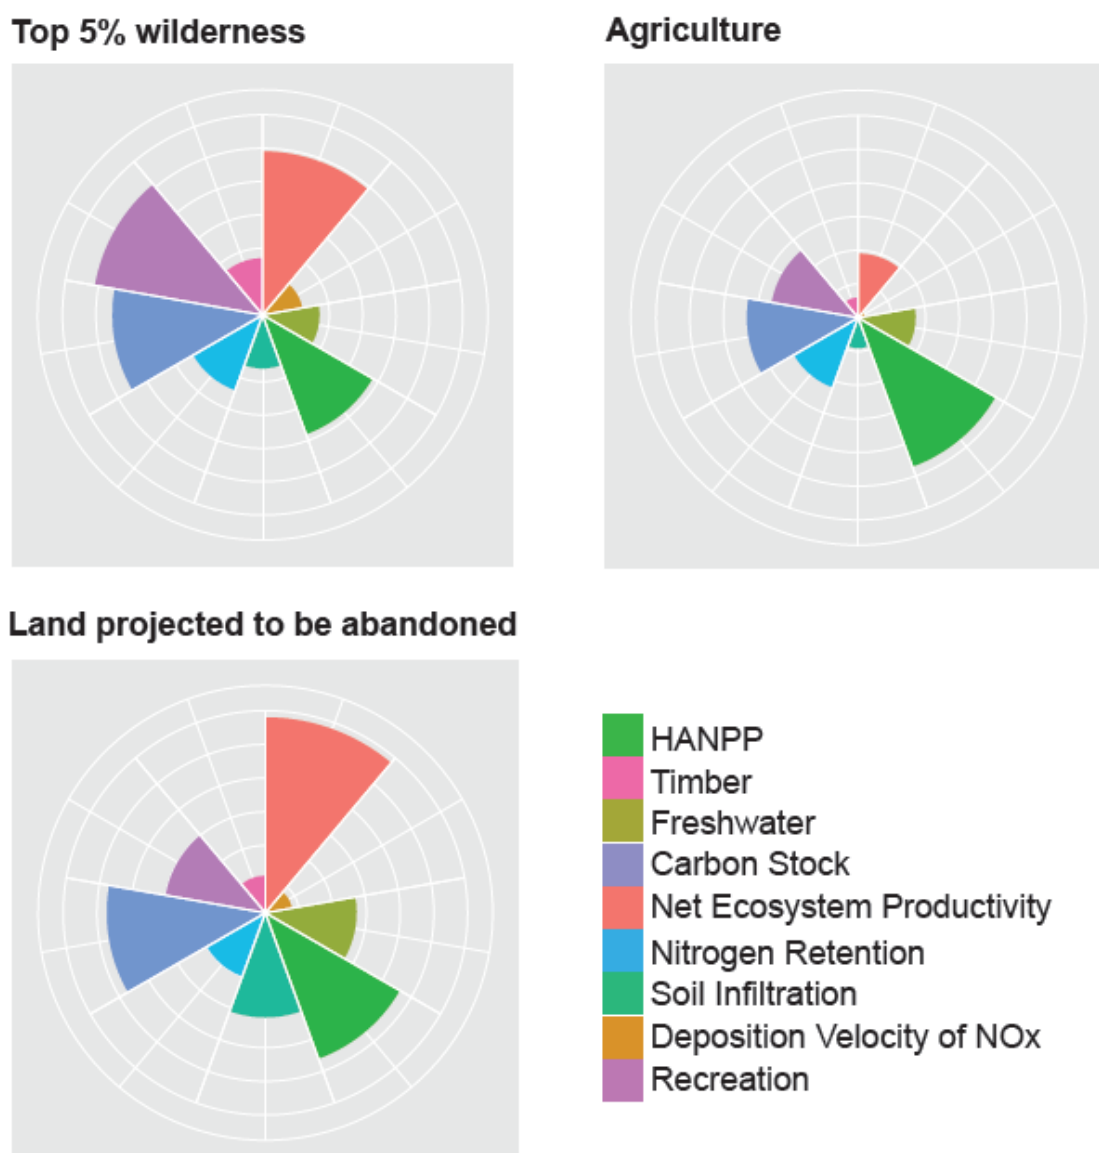 Top 5% wilderness
Agriculture
Land projected to be abandoned
HANPP
Timber
Freshwater
Carbon Stock
Net Ecosystem Productivity
Nitrogen Retention
Soil Infiltration
Deposition Velocity of NOx
Recreation